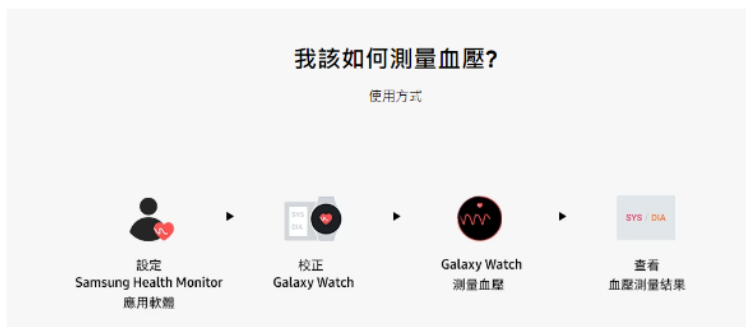 我該如何測量血壓?
使用方式
SYS
DIA
SYS / DIA
設定
Samsung Health Monitor
應用軟體
校正
Galaxy Watch
Galaxy Watch
測量血壓
查看
血壓測量結果